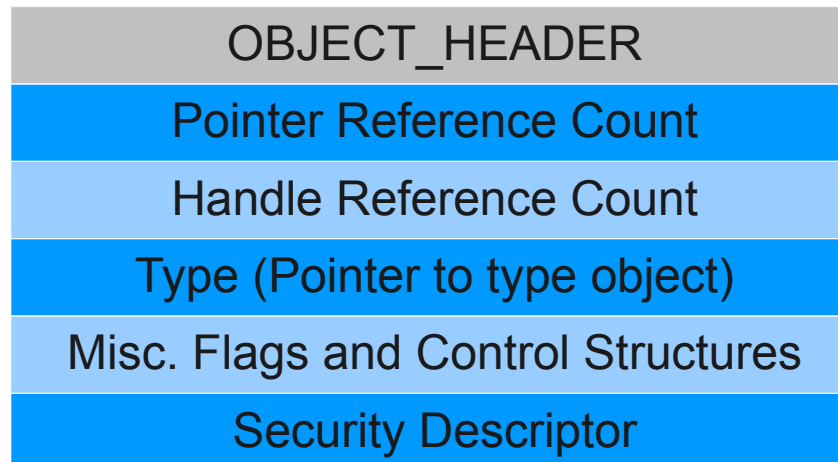 OBJECT_HEADER
Pointer Reference Count
Handle Reference Count
Type (Pointer to type object)
Misc. Flags and Control Structures
Security Descriptor